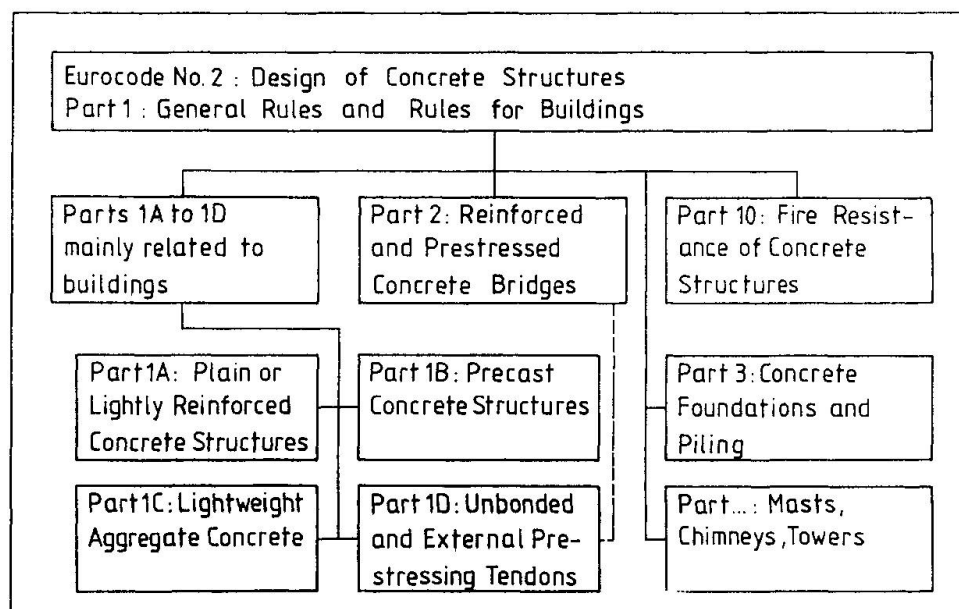 Eurocode No. 2 : Design of Concrete Structures
Part 1 : General Rules and Rules for Buildings
Parts 1A to 1D
mainly related to
buildings
Part 2: Reinforced
and Prestressed
Concrete Bridges
Part 10: Fire Resist-
ance of Concrete
Structures
Part 1A: Plain or
Lightly Reinforced
Concrete Structures
Part 1B: Precast
Concrete Structures
Part 3: Concrete
Foundations and
Piling
Part 1C: Lightweight
Aggregate Concrete
Part 1D: Unbonded
and External Pre-
stressing Tendons
Part...: Masts,
Chimneys, Towers